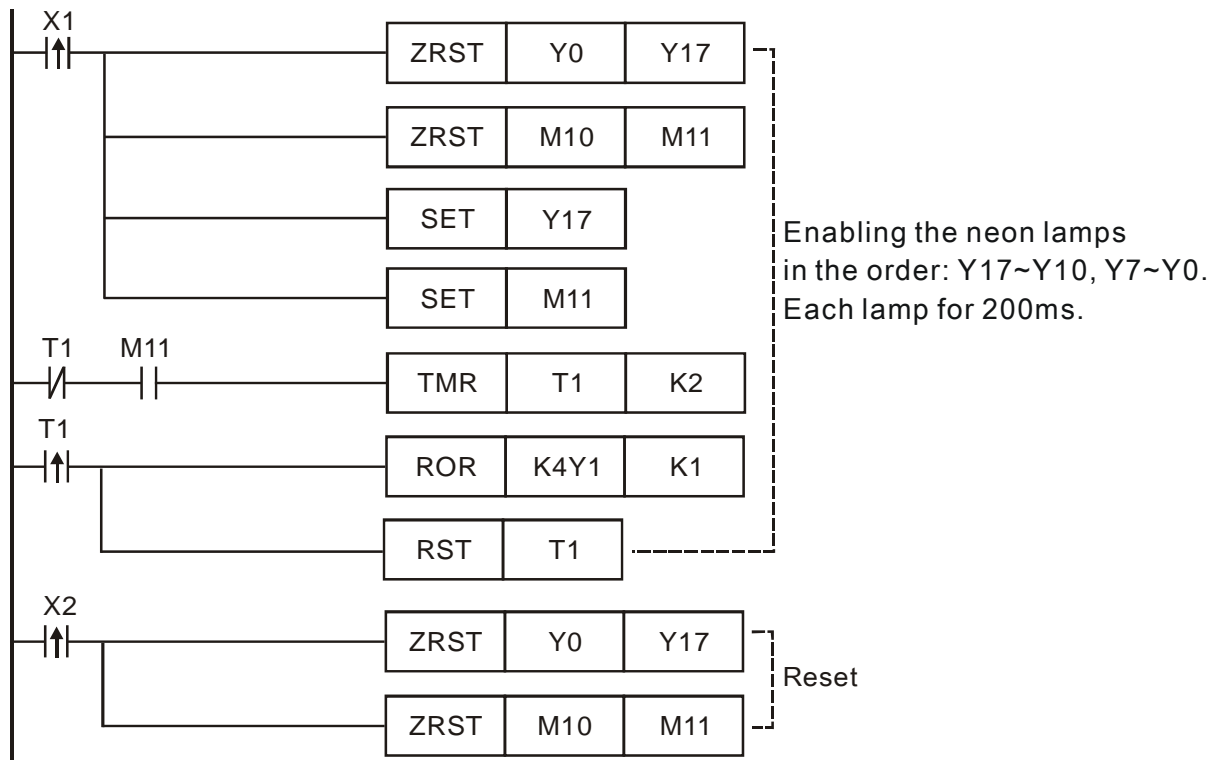 X1
ZRST Y0 Y17
ZRST M10 M11
SET Y17
SET M11
Enabling the neon lamps
in the order: Y17~Y10, Y7~Y0.
Each lamp for 200ms.
T1 M11
TMR T1 K2
T1
ROR K4Y1 K1
RST T1
X2
ZRST Y0 Y17
Reset
ZRST M10 M11